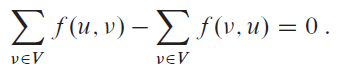 ∑_{ν∈V} f(u, ν) − ∑_{ν∈V} f(ν, u) = 0 .